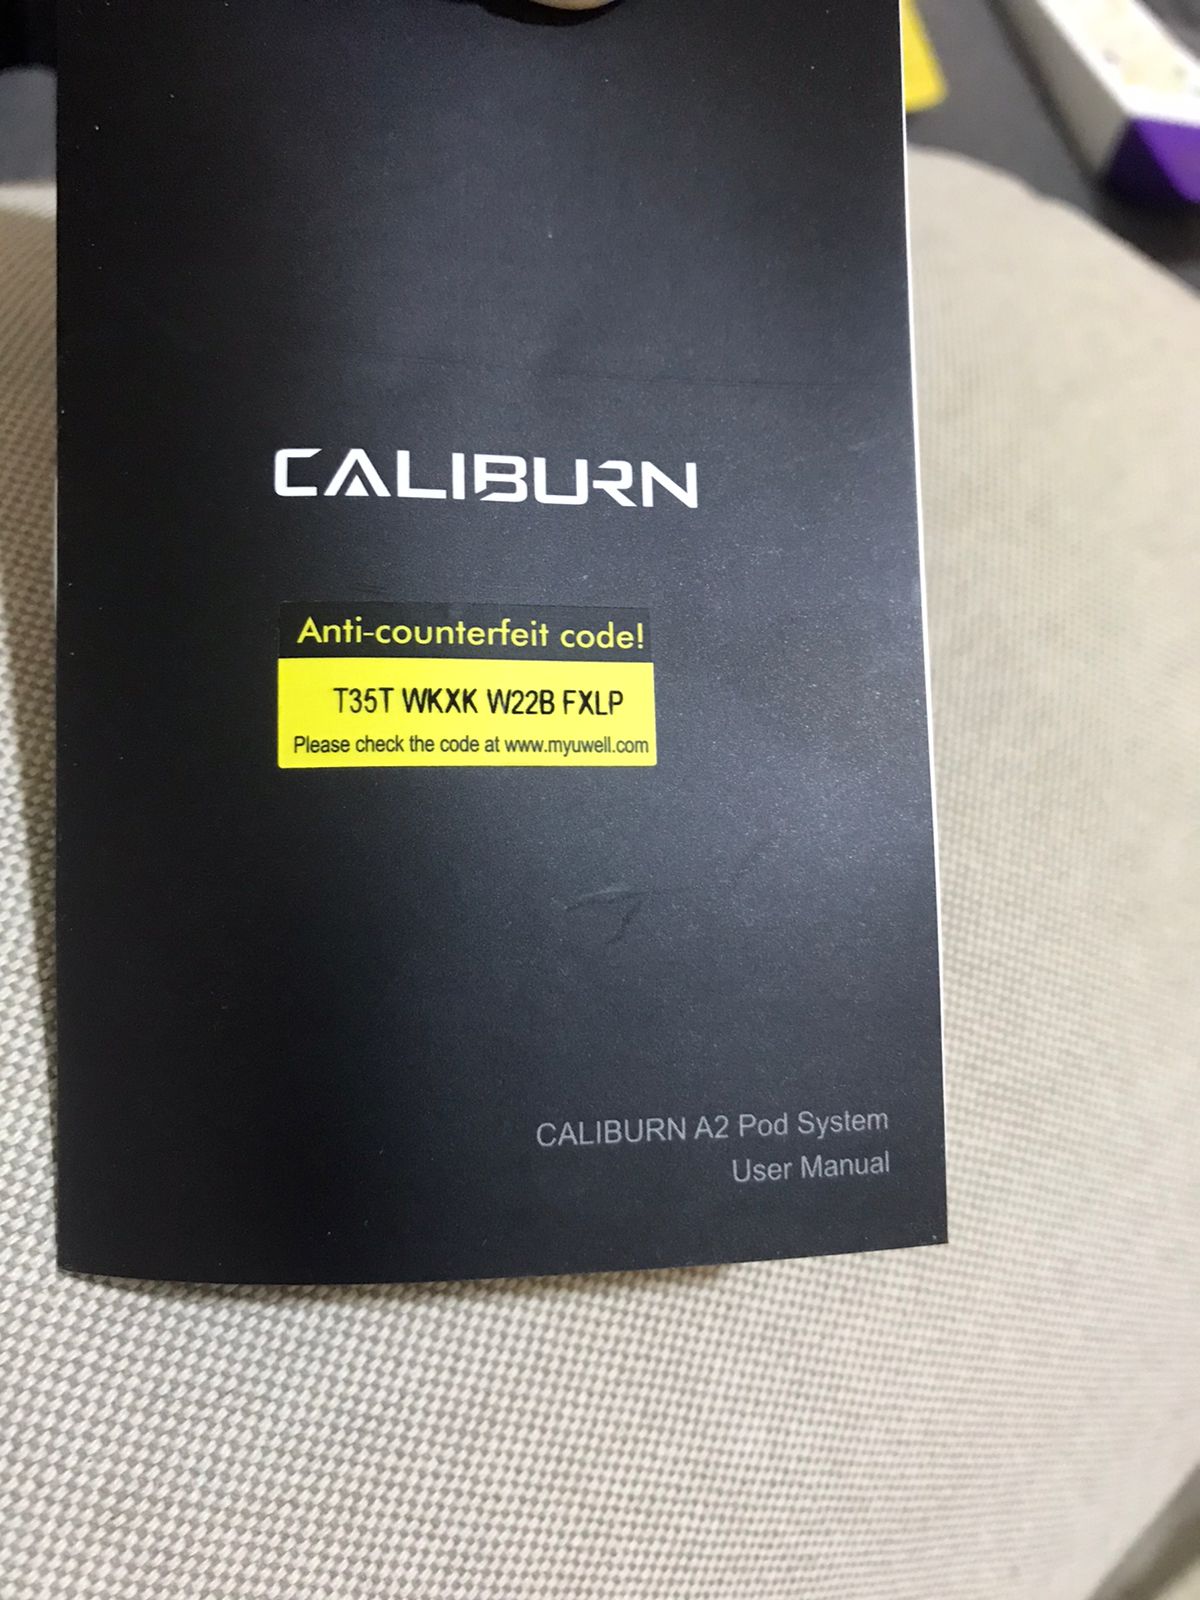 CALIBURN
Anti-counterfeit code!
T35T WKXK W22B FXLP
Please check the code at www.myuwell.com
CALIBURN A2 Pod System
User Manual